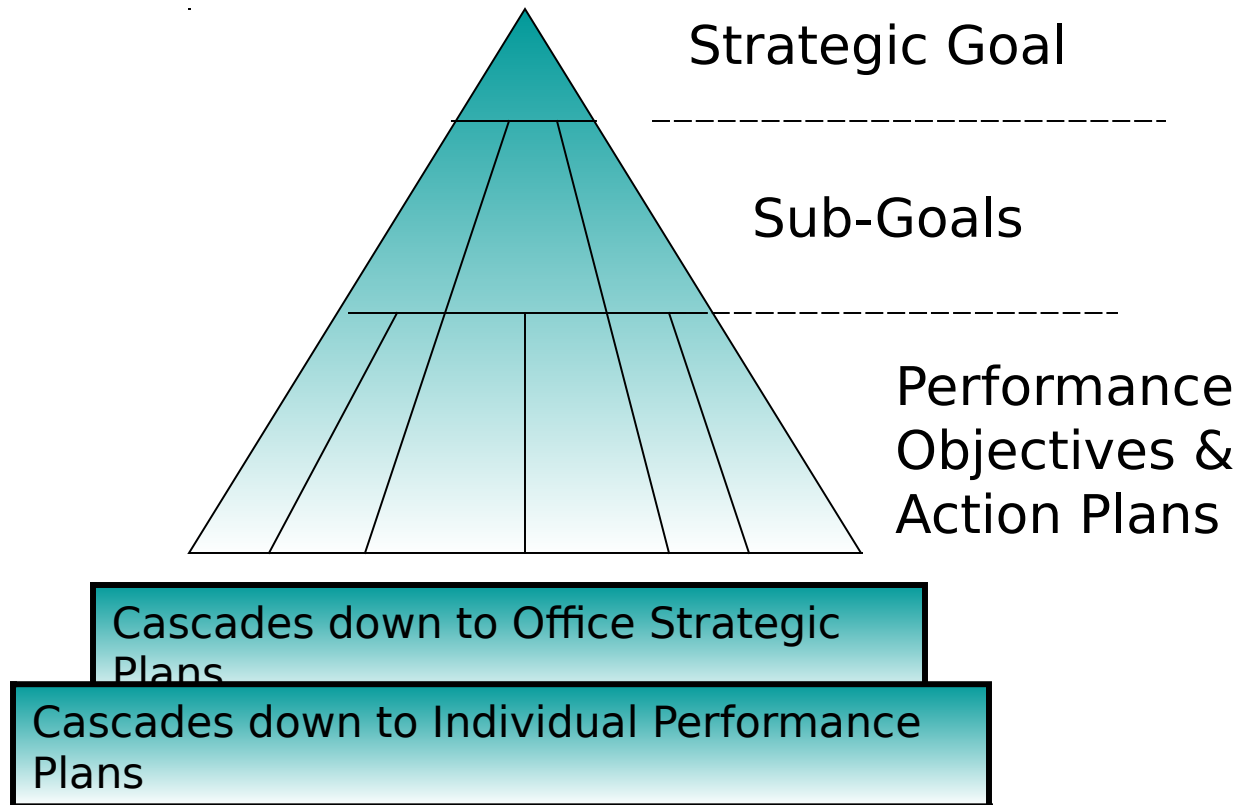 Strategic Goal
Sub-Goals
Performance
Objectives &
Action Plans
Cascades down to Office Strategic
Plans
Cascades down to Individual Performance
Plans